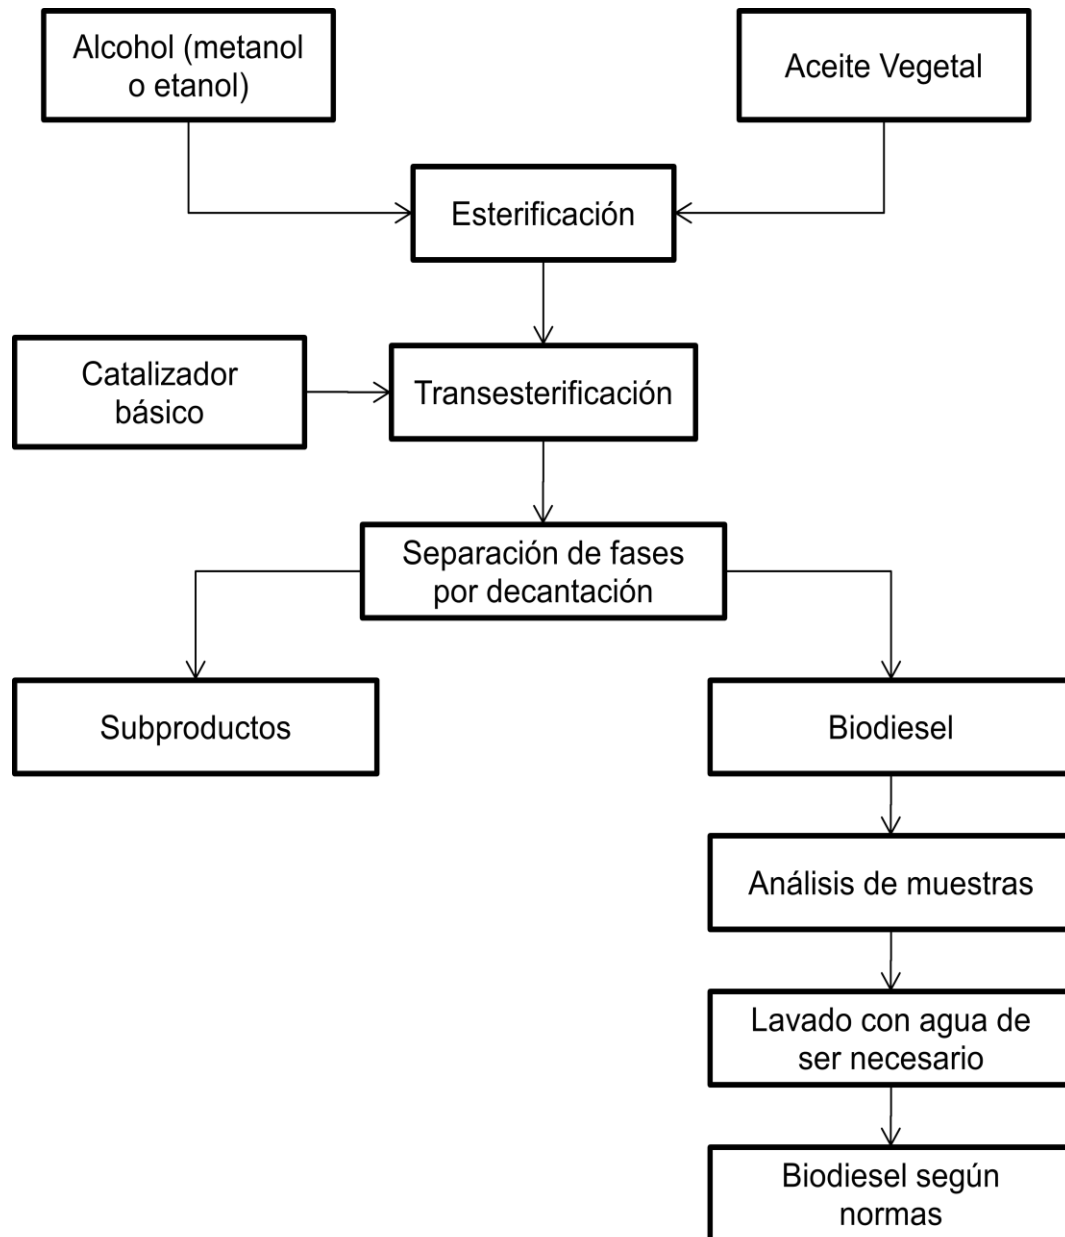 Alcohol (metanol
o etanol)
Aceite Vegetal
Esterificación
Catalizador
básico
Transesterificación
Separación de fases
por decantación
Subproductos
Biodiesel
Análisis de muestras
Lavado con agua de
ser necesario
Biodiesel según
normas